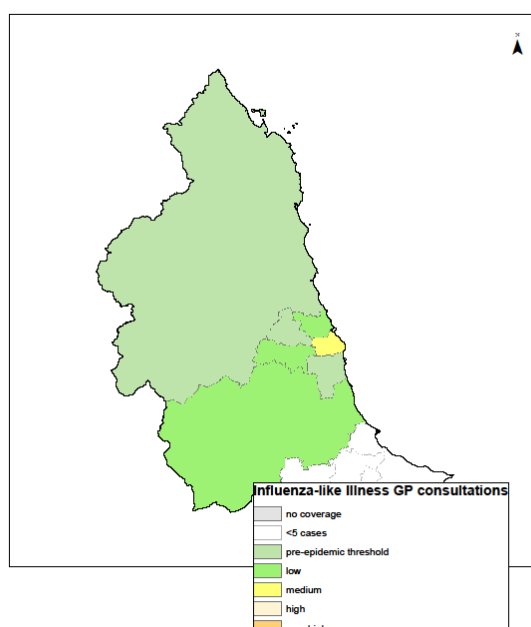 N
Influenza-like Illness GP consultations
no coverage
<5 cases
pre-epidemic threshold
low
medium
high